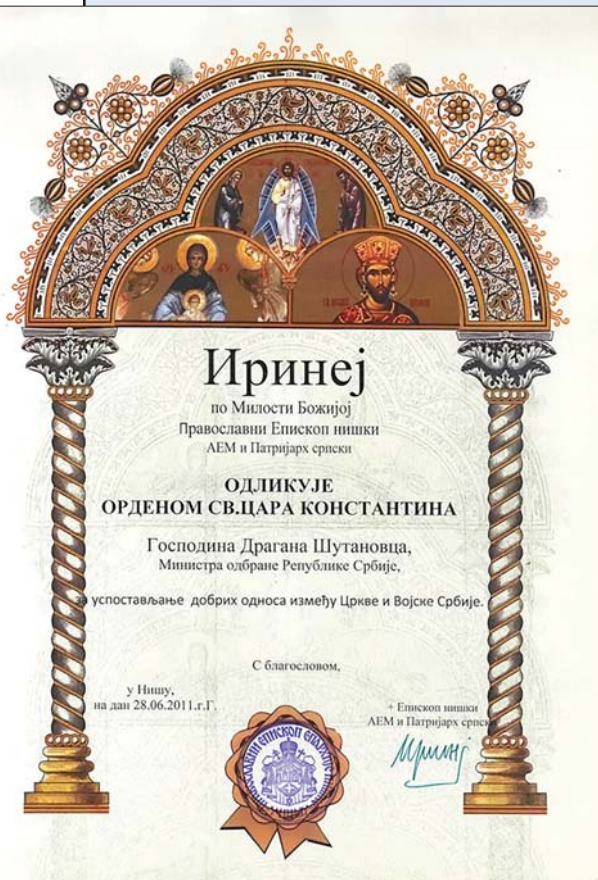 Иринеј
по Милости Божијој
Православни Епископ нишки
АЕМ и Патријарх српски
ОДЛИКУЈЕ
ОРДЕНОМ СВ.ЦАРА КОНСТАНТИНА
Господина Драгана Шутановца,
Министра одбране Републике Србије,
за успостављање добрих односа између Цркве и Војске Србије.
С благословом,
у Нишу,
на дан 28.06.2011.г.Г.
+ Епископ нишки
АЕМ и Патријарх српски
Иринеј